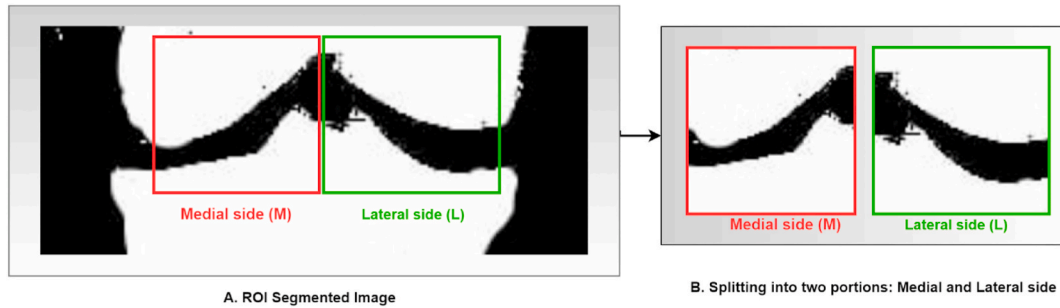 Medial side (M)
Lateral side (L)
A. ROI Segmented Image
Medial side (M)
Lateral side (L)
B. Splitting into two portions: Medial and Lateral side